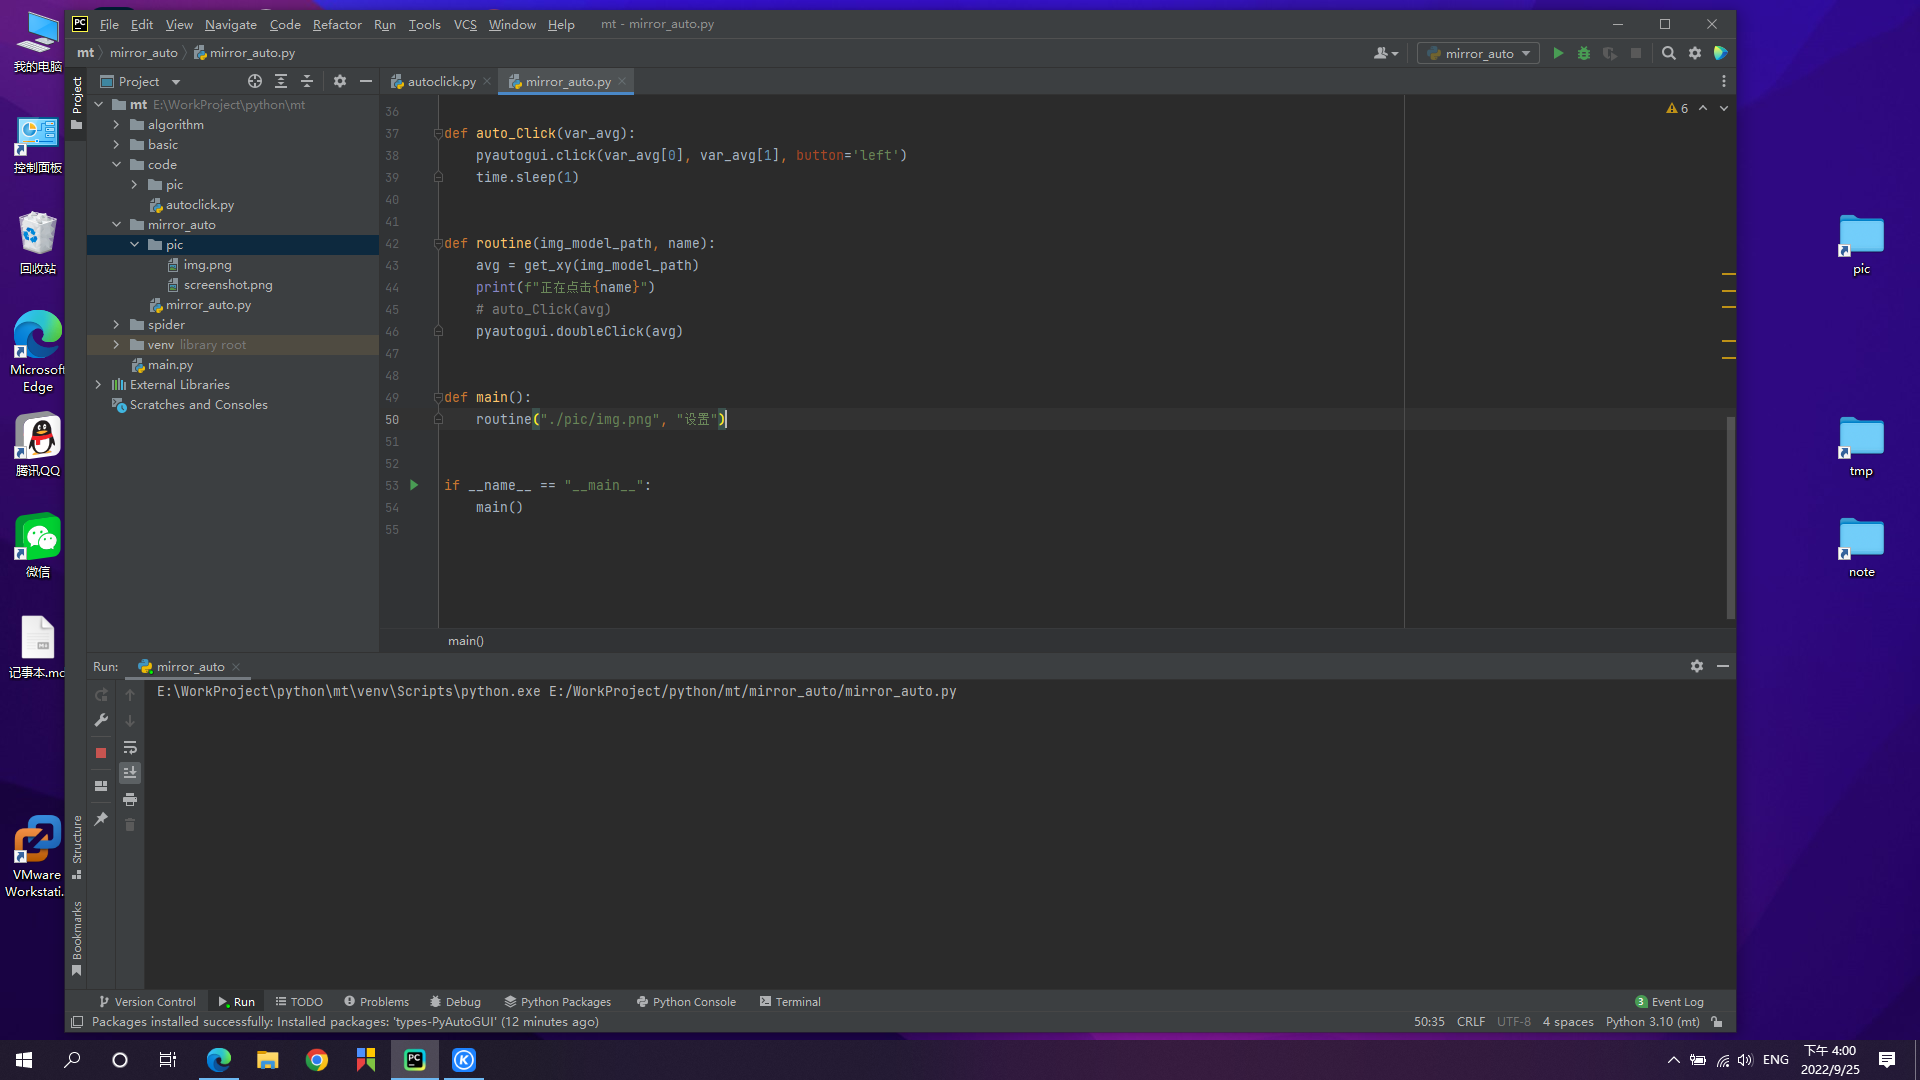 我的电脑
控制面板
回收站
Microsoft
Edge
腾讯QQ
微信
记事本.md
VMware
Workstati.
File Edit View Navigate Code Refactor Run Tools VCS Window Help mt - mirror_auto.py
mt mirror_auto mirror_auto.py
mirror_auto
Project
Project
autoclick.py mirror_auto.py
mt E:\WorkProject\python\mt
algorithm
basic
code
pic
autoclick.py
mirror_auto
pic
img.png
screenshot.png
mirror_auto.py
spider
venv library root
main.py
External Libraries
Scratches and Consoles
6
36
37 def auto_Click(var_avg):
38 pyautogui.click(var_avg[0], var_avg[1], button='left')
39 time.sleep(1)
40
41
42 def routine(img_model_path, name):
43 avg = get_xy(img_model_path)
44 print(f"正在点击{name}")
45 # auto_Click(avg)
46 pyautogui.doubleClick(avg)
47
48
49 def main():
50 routine("./pic/img.png", "设置")
51
52
53 if __name__ == "__main__":
54 main()
55
main()
Run: mirror_auto
E:\WorkProject\python\mt\venv\Scripts\python.exe E:/WorkProject/python/mt/mirror_auto/mirror_auto.py
Structure
Bookmarks
Version Control Run TODO Problems Debug Python Packages Python Console Terminal
3 Event Log
Packages installed successfully: Installed packages: 'types-PyAutoGUI' (12 minutes ago)
50:35 CRLF UTF-8 4 spaces Python 3.10 (mt)
pic
tmp
note
ENG
下午 4:00
2022/9/25